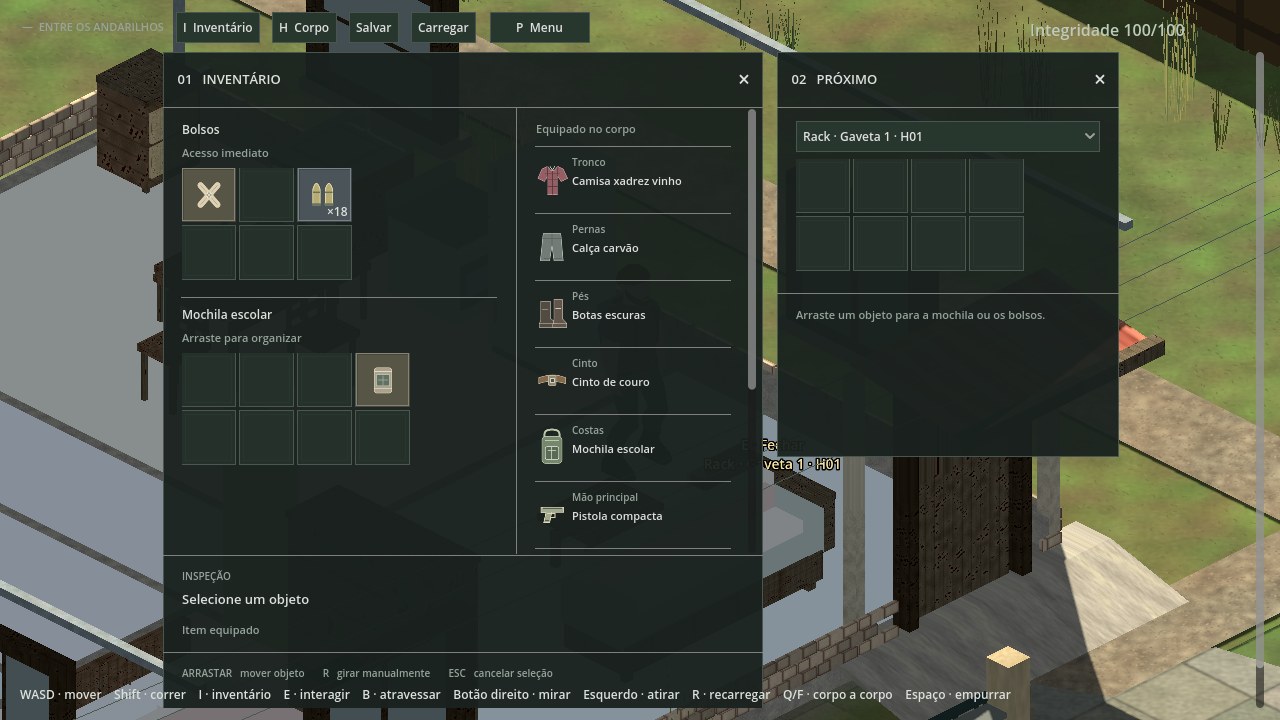 — ENTRE OS ANDARILHOS
I Inventário
H Corpo
Salvar
Carregar
P Menu
Integridade 100/100
01 INVENTÁRIO
×
Bolsos
Acesso imediato
×18
Mochila escolar
Arraste para organizar
Equipado no corpo
Tronco
Camisa xadrez vinho
Pernas
Calça carvão
Pés
Botas escuras
Cinto
Cinto de couro
Costas
Mochila escolar
Mão principal
Pistola compacta
INSPEÇÃO
Selecione um objeto
Item equipado
ARRASTAR mover objeto R girar manualmente ESC cancelar seleção
02 PRÓXIMO
×
Rack · Gaveta 1 · H01
Arraste um objeto para a mochila ou os bolsos.
Rack · Gaveta 1 · H01
WASD · mover Shift · correr I · inventário E · interagir B · atravessar Botão direito · mirar Esquerdo · atirar R · recarregar Q/F · corpo a corpo Espaço · empurrar